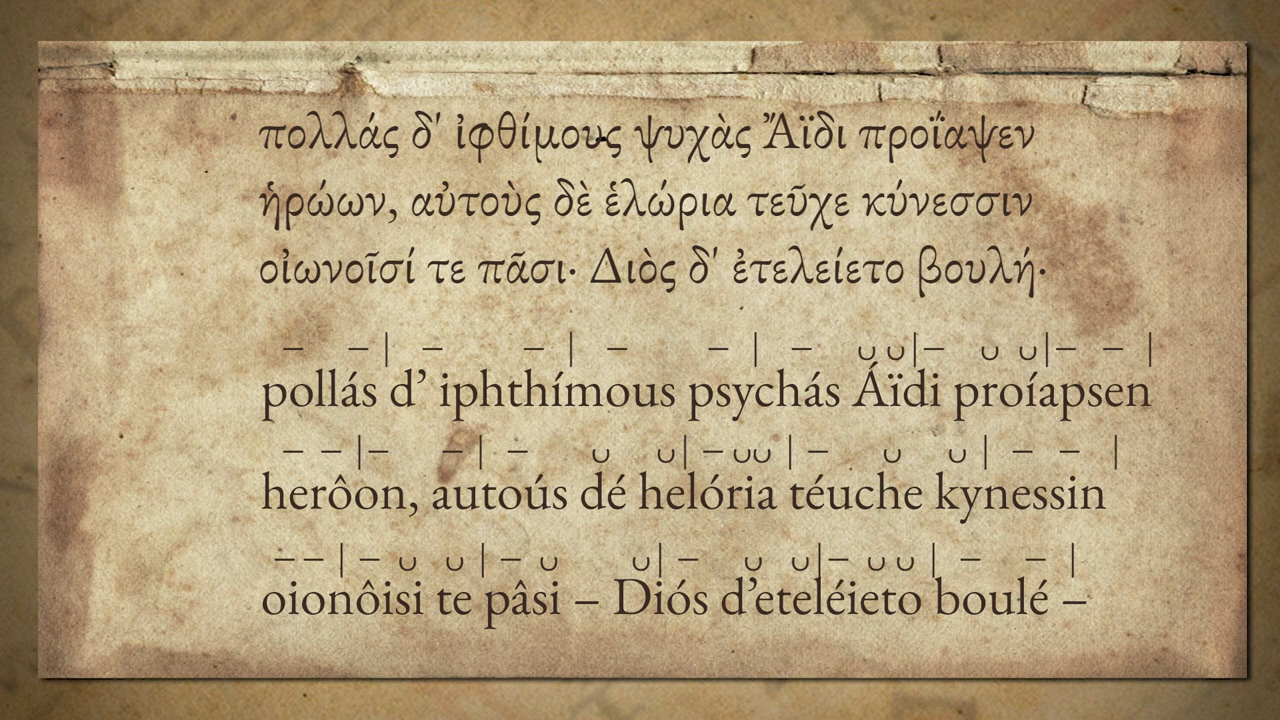 πολλάς δ' ἰφθίμους ψυχὰς Ἄϊδι προΐαψεν
ἡρώων, αὐτοὺς δὲ ἑλώρια τεῦχε κύνεσσιν
οἰωνοῖσί τε πᾶσι· Διὸς δ' ἐτελείετο βουλή·
– – | – – | – – | – ∪ ∪ | – ∪ ∪ | – – |
pollás d’ iphthímous psychás Áïdi proíapsen
– – | – – | – ∪ ∪ | – ∪ ∪ | – ∪ ∪ | – – |
herôon, autoús dé helória téuche kynessin
– – | – ∪ ∪ | – ∪ ∪ | – ∪ ∪ | – ∪ ∪ | – – |
oionôisi te pâsi – Diós d’eteléieto boulé –